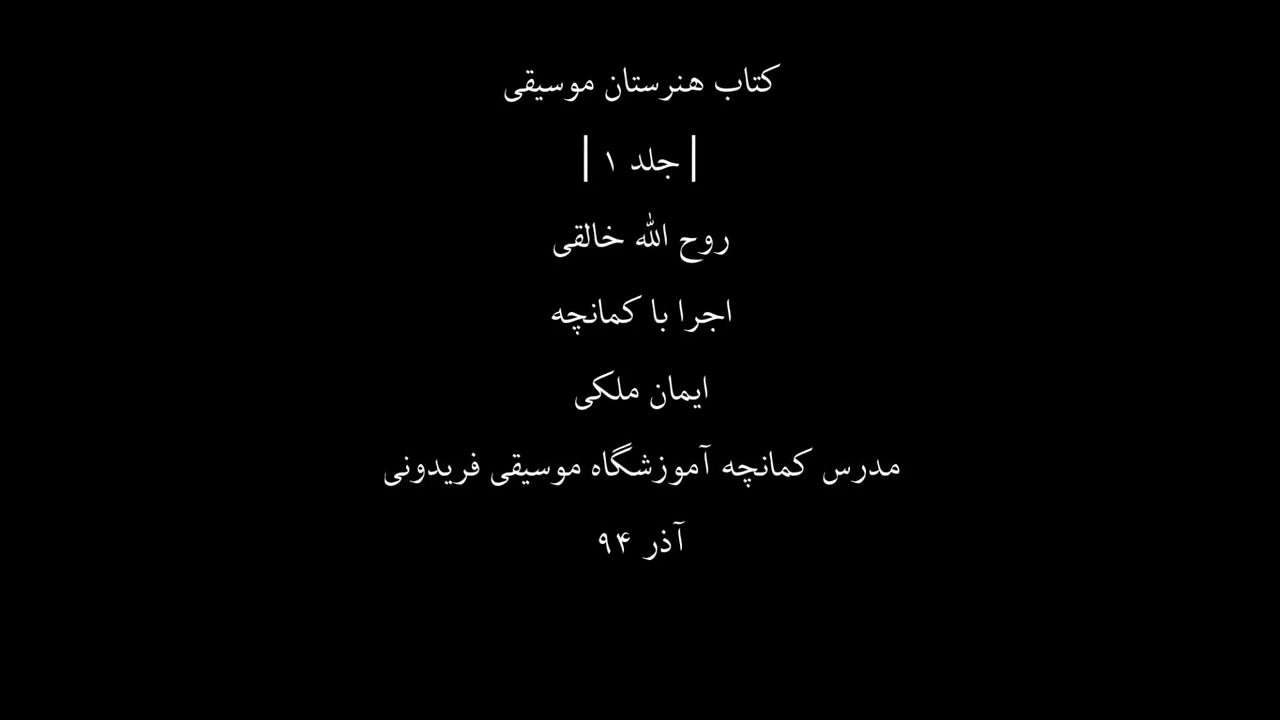 کتاب هنرستان موسیقی
| جلد ۱ |
روح الله خالقی
اجرا با کمانچه
ایمان ملکی
مدرس کمانچه آموزشگاه موسیقی فریدونی
آذر ۹۴